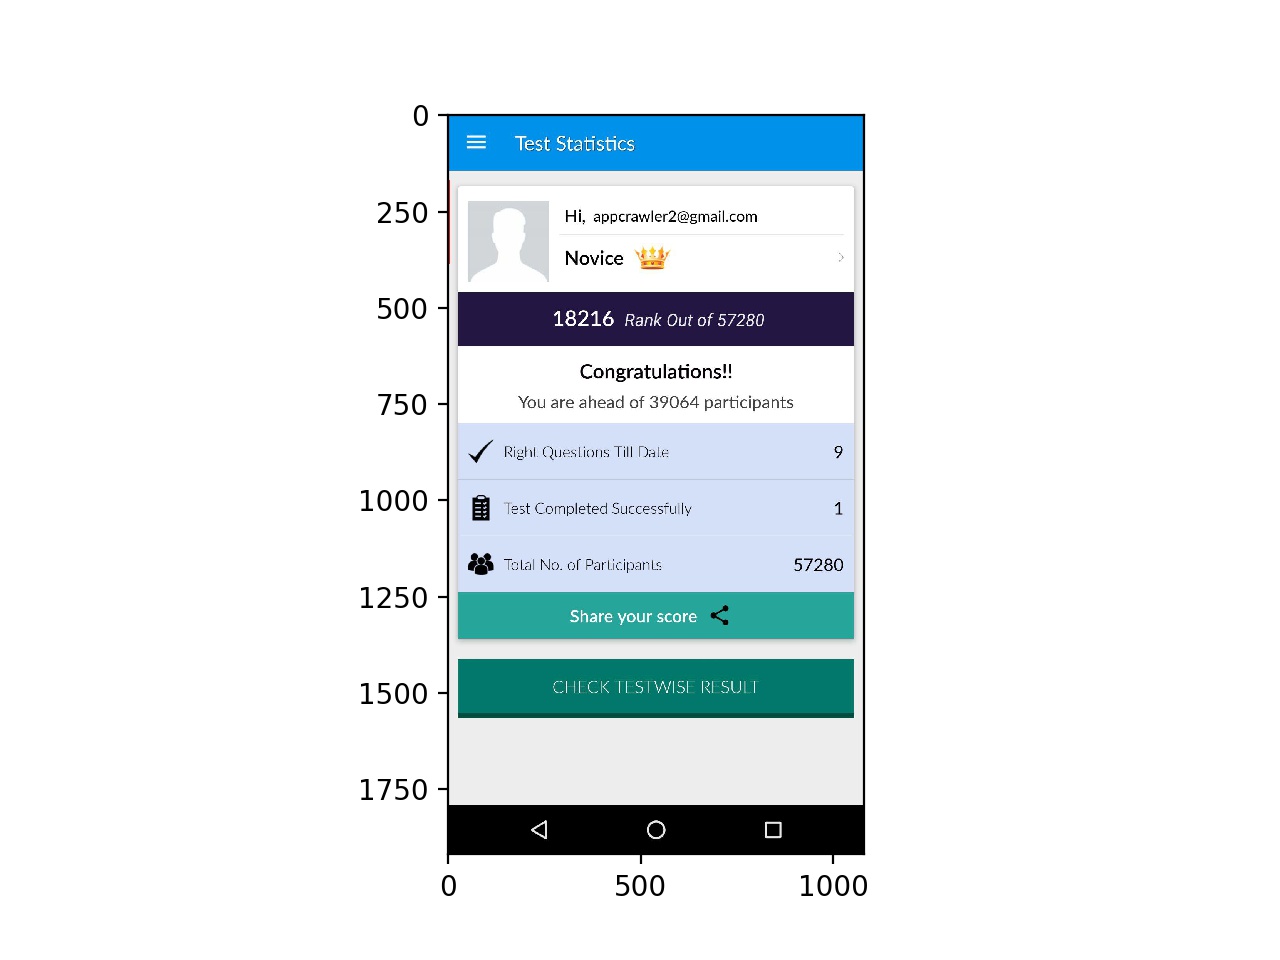 0
250
500
750
1000
1250
1500
1750
0 500 1000
Test Statistics
Hi, appcrawler2@gmail.com
Novice
18216 Rank Out of 57280
Congratulations!!
You are ahead of 39064 participants
Right Questions Till Date 9
Test Completed Successfully 1
Total No. of Participants 57280
Share your score
CHECK TESTWISE RESULT